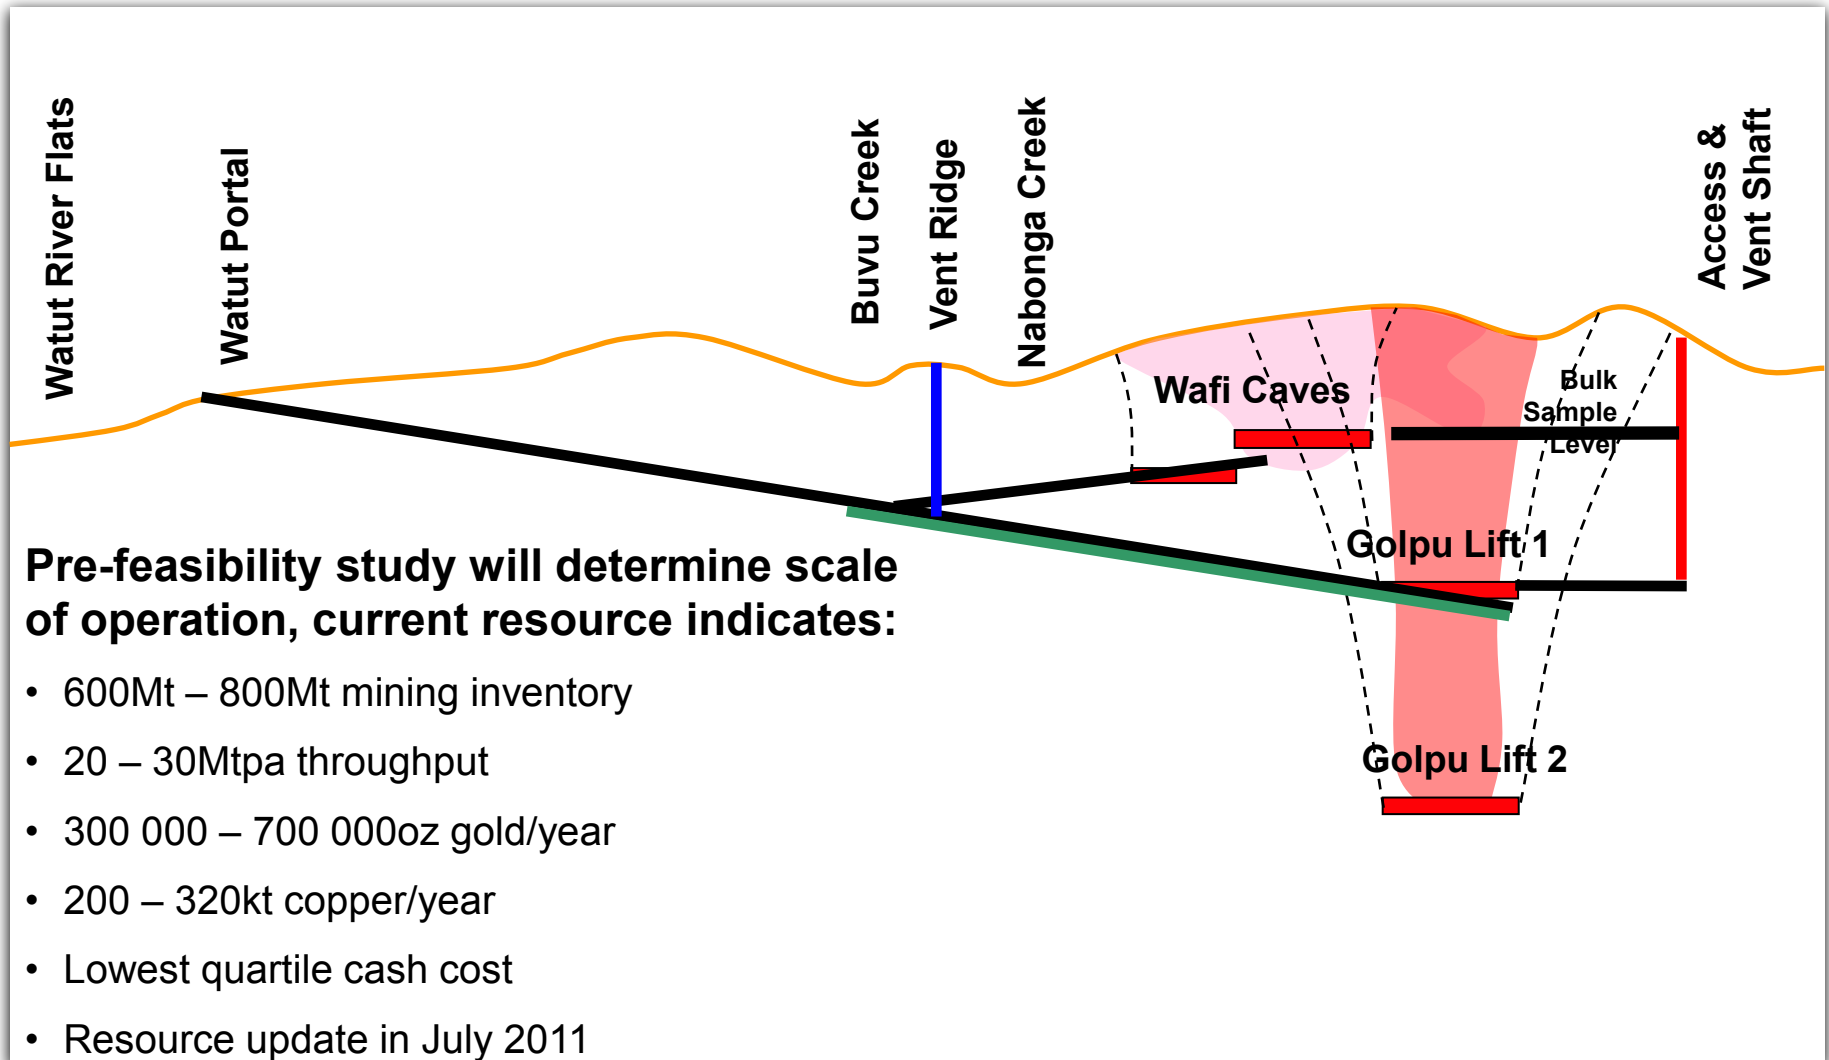 Watut River Flats
Watut Portal
Buvu Creek
Vent Ridge
Nabonga Creek
Access &
Vent Shaft
Wafi Caves
Bulk
Sample
Level
Golpu Lift 1
Golpu Lift 2
Pre-feasibility study will determine scale
of operation, current resource indicates:
• 600Mt – 800Mt mining inventory
• 20 – 30Mtpa throughput
• 300 000 – 700 000oz gold/year
• 200 – 320kt copper/year
• Lowest quartile cash cost
• Resource update in July 2011